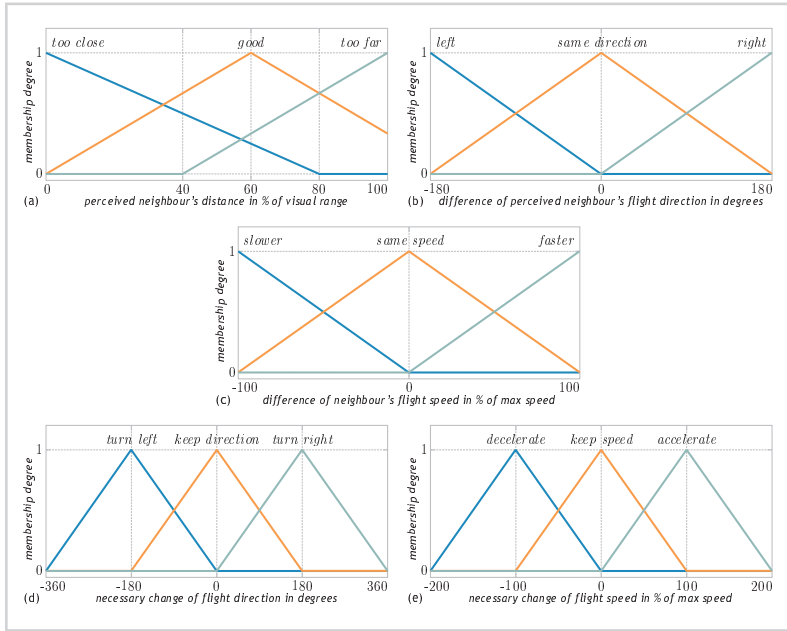 too close good too far
1
membership degree
0
0 40 60 80 100
(a) perceived neighbour's distance in % of visual range
left same direction right
1
membership degree
0
-180 0 180
(b) difference of perceived neighbour's flight direction in degrees
slower same speed faster
1
membership degree
0
-100 0 100
(c) difference of neighbour's flight speed in % of max speed
turn left keep direction turn right
1
membership degree
0
-360 -180 0 180 360
(d) necessary change of flight direction in degrees
decelerate keep speed accelerate
1
membership degree
0
-200 -100 0 100 200
(e) necessary change of flight speed in % of max speed